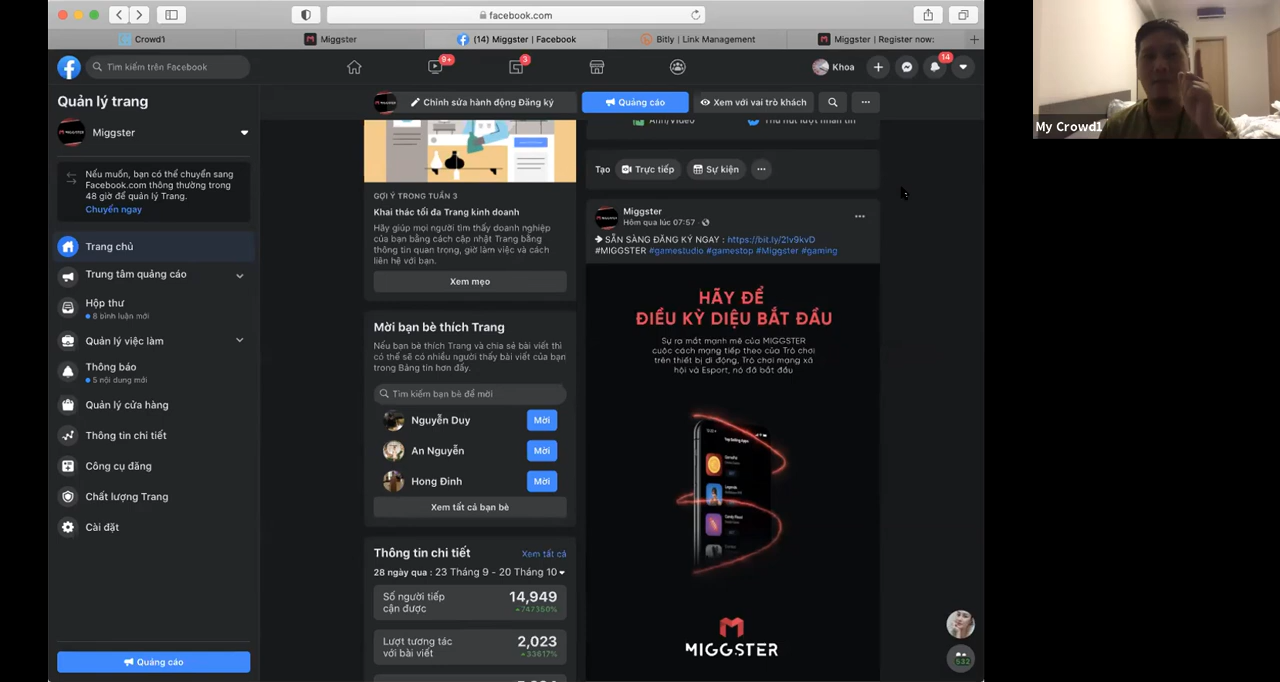 facebook.com
Crowd1
Miggster
(14) Miggster | Facebook
Bitly | Link Management
Miggster | Register now:
Tìm kiếm trên Facebook
9+
3
Khoa
14
Quản lý trang
Miggster
Nếu muốn, bạn có thể chuyển sang
Facebook.com thông thường trong
48 giờ để quản lý Trang.
Chuyển ngay
Trang chủ
Trung tâm quảng cáo
Hộp thư
8 bình luận mới
Quản lý việc làm
Thông báo
5 nội dung mới
Quản lý cửa hàng
Thông tin chi tiết
Công cụ đăng
Chất lượng Trang
Cài đặt
Quảng cáo
Chỉnh sửa hành động Đăng ký
Quảng cáo
Xem với vai trò khách
GỢI Ý TRONG TUẦN 3
Khai thác tối đa Trang kinh doanh
Hãy giúp mọi người tìm thấy doanh nghiệp
của bạn bằng cách cập nhật Trang bằng
thông tin quan trọng, giờ làm việc và cách
liên hệ với bạn.
Xem mẹo
Mời bạn bè thích Trang
Nếu bạn bè thích Trang và chia sẻ bài viết thì
có thể sẽ có nhiều người thấy bài viết của bạn
trong Bảng tin hơn đấy.
Tìm kiếm bạn bè để mời
Nguyễn Duy
Mời
An Nguyễn
Mời
Hong Đinh
Mời
Xem tất cả bạn bè
Thông tin chi tiết
Xem tất cả
28 ngày qua : 23 Tháng 9 - 20 Tháng 10
Số người tiếp
cận được
14,949
747350%
Lượt tương tác
với bài viết
2,023
33617%
Ảnh/Video
Thu hút lượt nhắn tin
Tạo
Trực tiếp
Sự kiện
Miggster
Hôm qua lúc 07:57
SẴN SÀNG ĐĂNG KÝ NGAY : https://bit.ly/2Iv9kvD
#MIGGSTER #gamestudio #gamestop #Miggster #gaming
HÃY ĐỂ
ĐIỀU KỲ DIỆU BẮT ĐẦU
Sự ra mắt mạnh mẽ của MIGGSTER
cuộc cách mạng tiếp theo của Trò chơi
trên thiết bị di động, Trò chơi mạng xã
hội và Esport, nó đã bắt đầu
MIGGSTER
532
My Crowd1